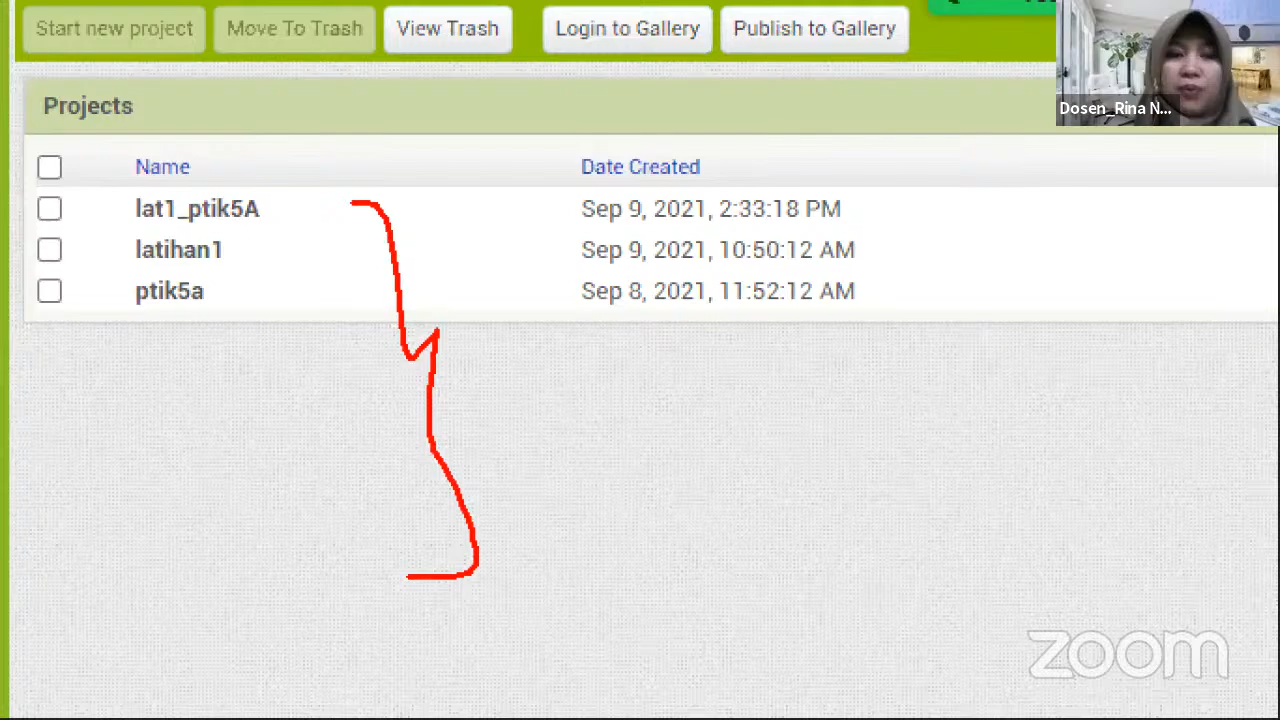 Start new project Move To Trash View Trash Login to Gallery Publish to Gallery
Dosen_Rina N...
Projects
Name Date Created
lat1_ptik5A Sep 9, 2021, 2:33:18 PM
latihan1 Sep 9, 2021, 10:50:12 AM
ptik5a Sep 8, 2021, 11:52:12 AM
zoom